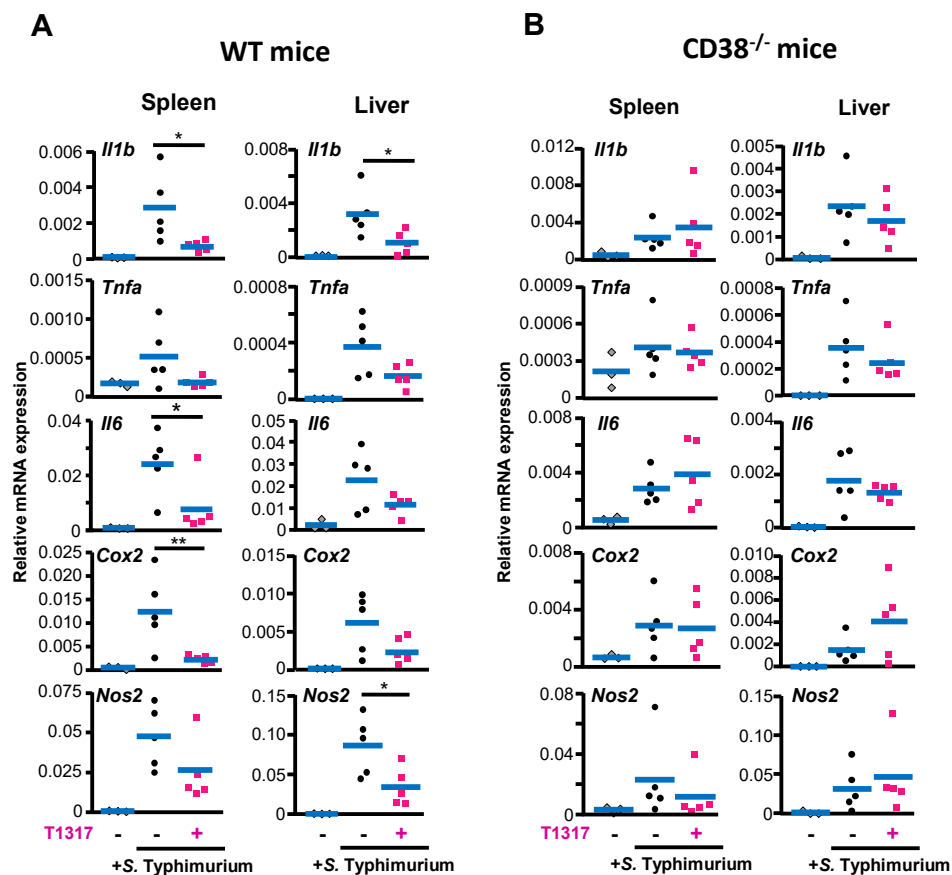 A
WT mice
Spleen
Liver
Relative mRNA expression
Il1b
0.006
0.004
0.002
0
*
Il1b
0.008
0.004
0
*
Tnfa
0.0015
0.0010
0.0005
0
Tnfa
0.0008
0.0004
0
Il6
0.04
0.02
0
*
Il6
0.05
0.04
0.03
0.02
0.01
0
Cox2
0.025
0.020
0.015
0.010
0.005
0
**
Cox2
0.015
0.010
0.005
0
Nos2
0.075
0.05
0.025
0
Nos2
0.15
0.10
0.05
0
*
T1317 - - + - - +
+S. Typhimurium +S. Typhimurium
B
CD38-/- mice
Spleen
Liver
Relative mRNA expression
Il1b
0.012
0.008
0.004
0
Il1b
0.005
0.004
0.003
0.002
0.001
0
Tnfa
0.0009
0.0006
0.0003
0
Tnfa
0.0009
0.0006
0.0003
0
Il6
0.008
0.004
0
Il6
0.004
0.002
0
Cox2
0.008
0.004
0
Cox2
0.010
0.008
0.006
0.004
0.002
0
Nos2
0.08
0.04
0
Nos2
0.15
0.10
0.05
0
T1317 - - + - - +
+S. Typhimurium +S. Typhimurium